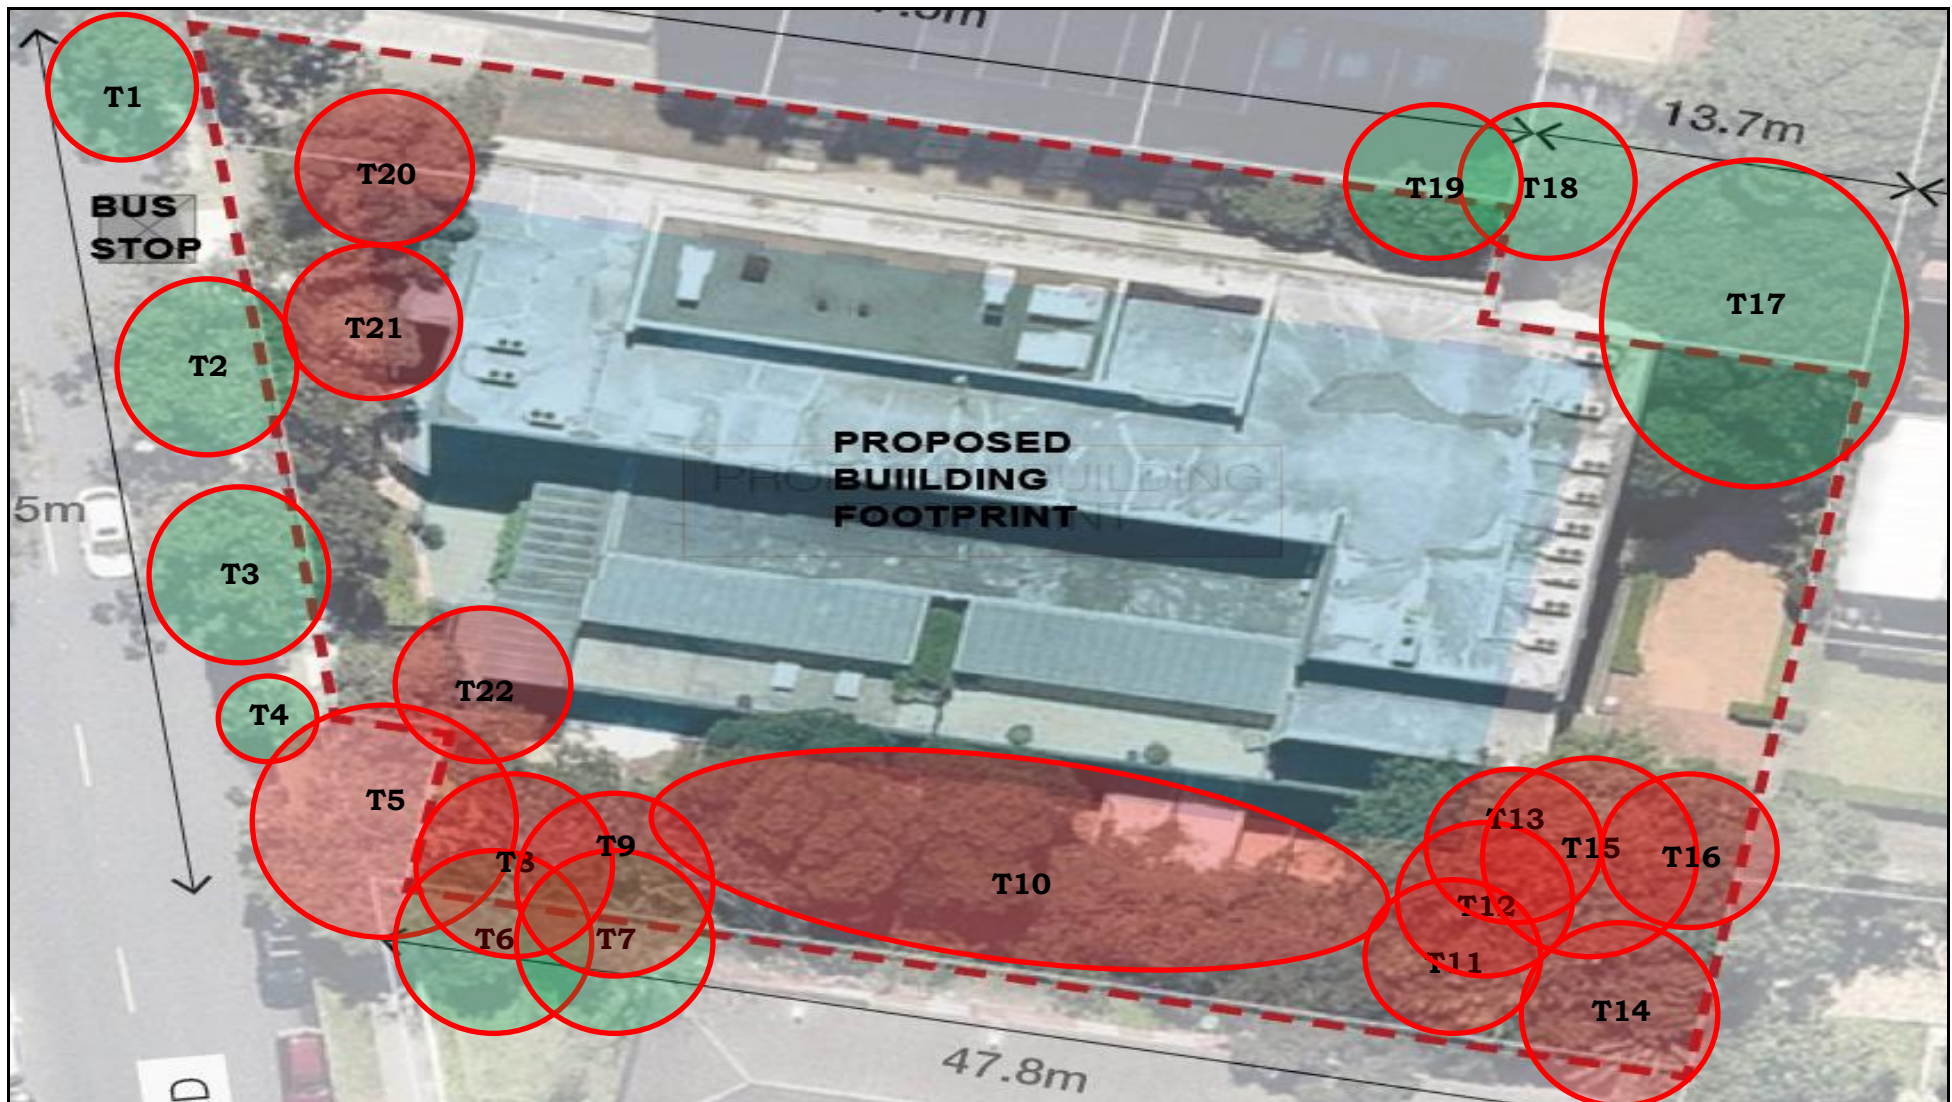 .5m
T1
13.7m
T20
T19
T18
BUS
STOP
T17
T21
T2
PROPOSED
BUIILDING
FOOTPRINT
5m
T3
T22
T4
T5
T13
T9
T15
T16
T8
T10
T12
T6
T7
T11
T14
47.8m
D